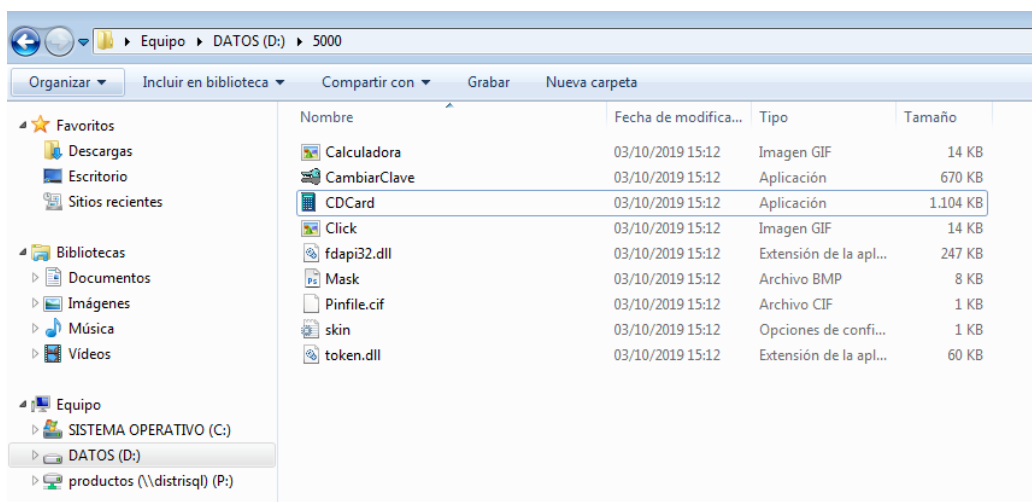 Equipo DATOS (D:) 5000
Organizar Incluir en biblioteca Compartir con Grabar Nueva carpeta
Favoritos
Descargas
Escritorio
Sitios recientes
Bibliotecas
Documentos
Imágenes
Música
Vídeos
Equipo
SISTEMA OPERATIVO (C:)
DATOS (D:)
productos (\\distrisql) (P:)
Nombre Fecha de modifica... Tipo Tamaño
Calculadora 03/10/2019 15:12 Imagen GIF 14 KB
CambiarClave 03/10/2019 15:12 Aplicación 670 KB
CDCard 03/10/2019 15:12 Aplicación 1.104 KB
Click 03/10/2019 15:12 Imagen GIF 14 KB
fdapi32.dll 03/10/2019 15:12 Extensión de la apl... 247 KB
Mask 03/10/2019 15:12 Archivo BMP 8 KB
Pinfile.cif 03/10/2019 15:12 Archivo CIF 1 KB
skin 03/10/2019 15:12 Opciones de confi... 1 KB
token.dll 03/10/2019 15:12 Extensión de la apl... 60 KB